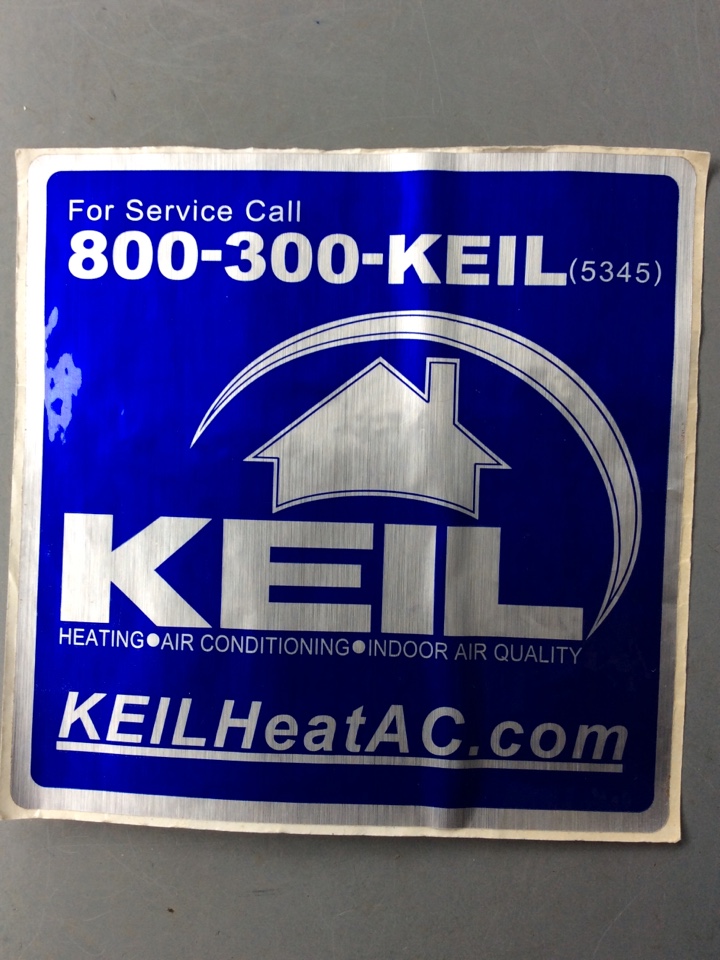 For Service Call
800-300-KEIL(5345)
KEIL
HEATING●AIR CONDITIONING●INDOOR AIR QUALITY
KEILHeatAC.com